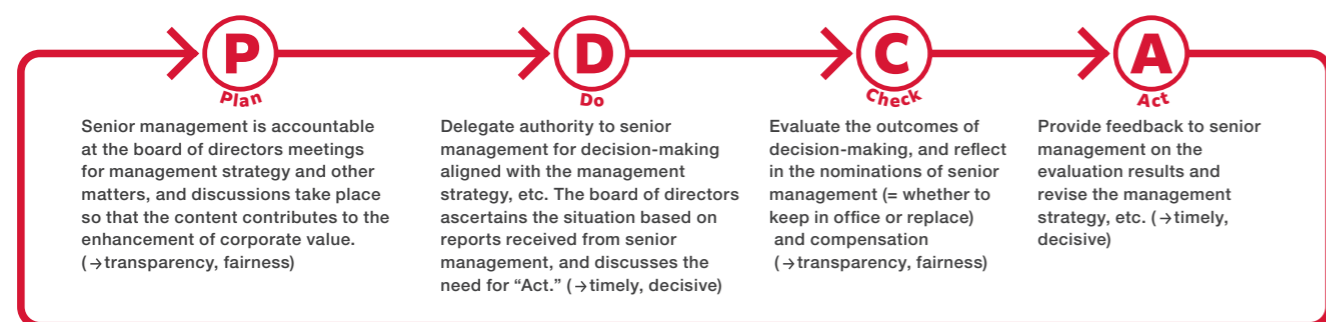 P
Plan
Senior management is accountable
at the board of directors meetings
for management strategy and other
matters, and discussions take place
so that the content contributes to the
enhancement of corporate value.
(→transparency, fairness)
D
Do
Delegate authority to senior
management for decision-making
aligned with the management
strategy, etc. The board of directors
ascertains the situation based on
reports received from senior
management, and discusses the
need for “Act.” (→timely, decisive)
C
Check
Evaluate the outcomes of
decision-making, and reflect
in the nominations of senior
management (= whether to
keep in office or replace)
and compensation
(→transparency, fairness)
A
Act
Provide feedback to senior
management on the
evaluation results and
revise the management
strategy, etc. (→timely,
decisive)